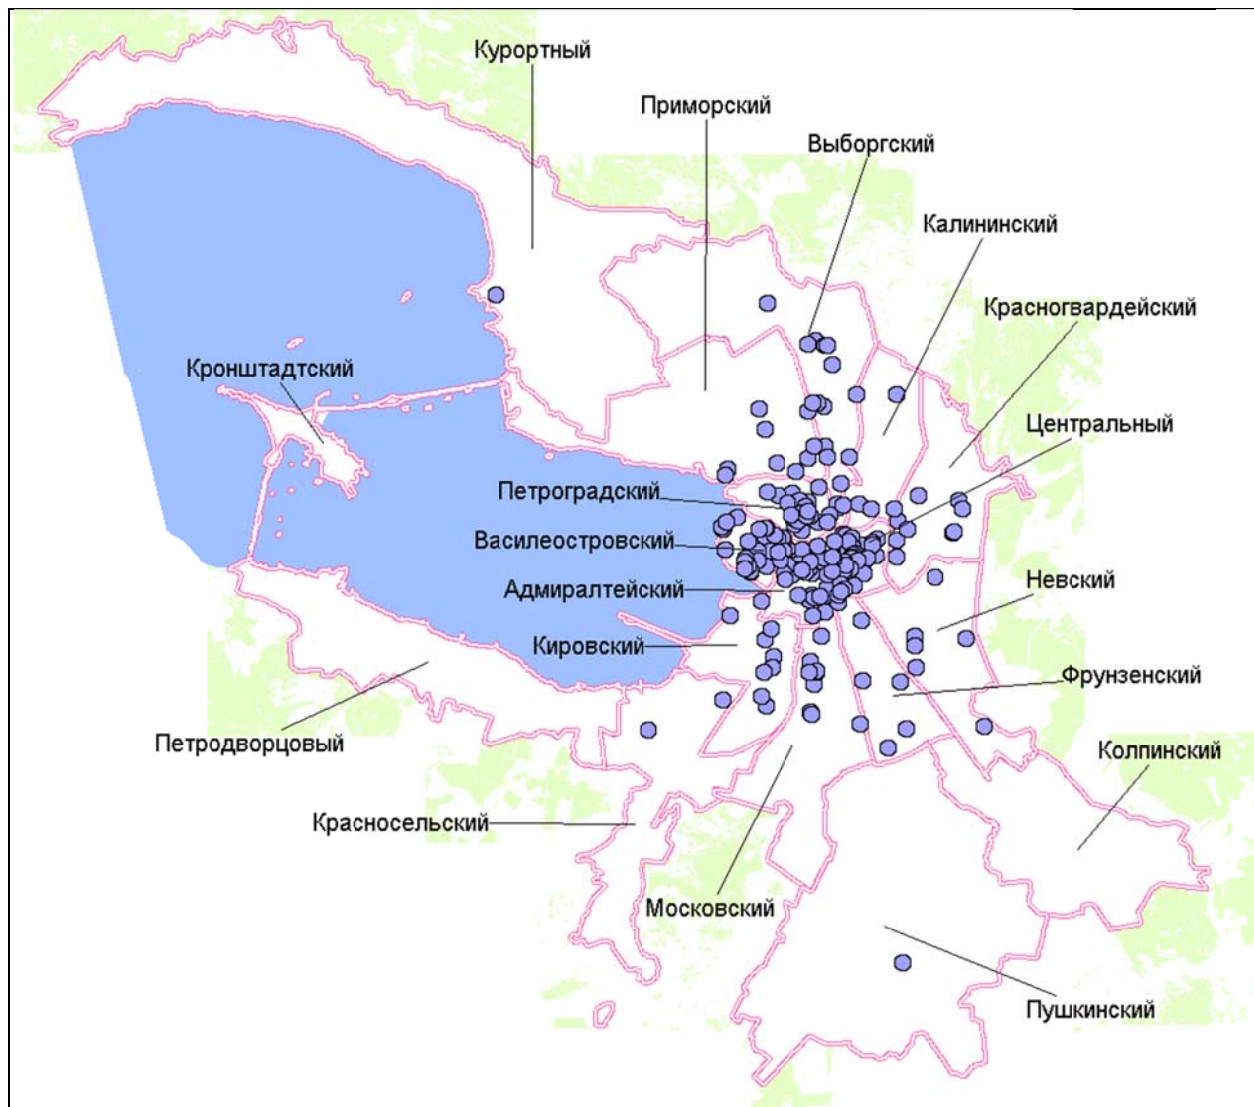 Курортный
Приморский
Выборгский
Калининский
Красногвардейский
Кронштадтский
Центральный
Петроградский
Василеостровский
Адмиралтейский
Невский
Кировский
Фрунзенский
Петродворцовый
Колпинский
Красносельский
Московский
Пушкинский